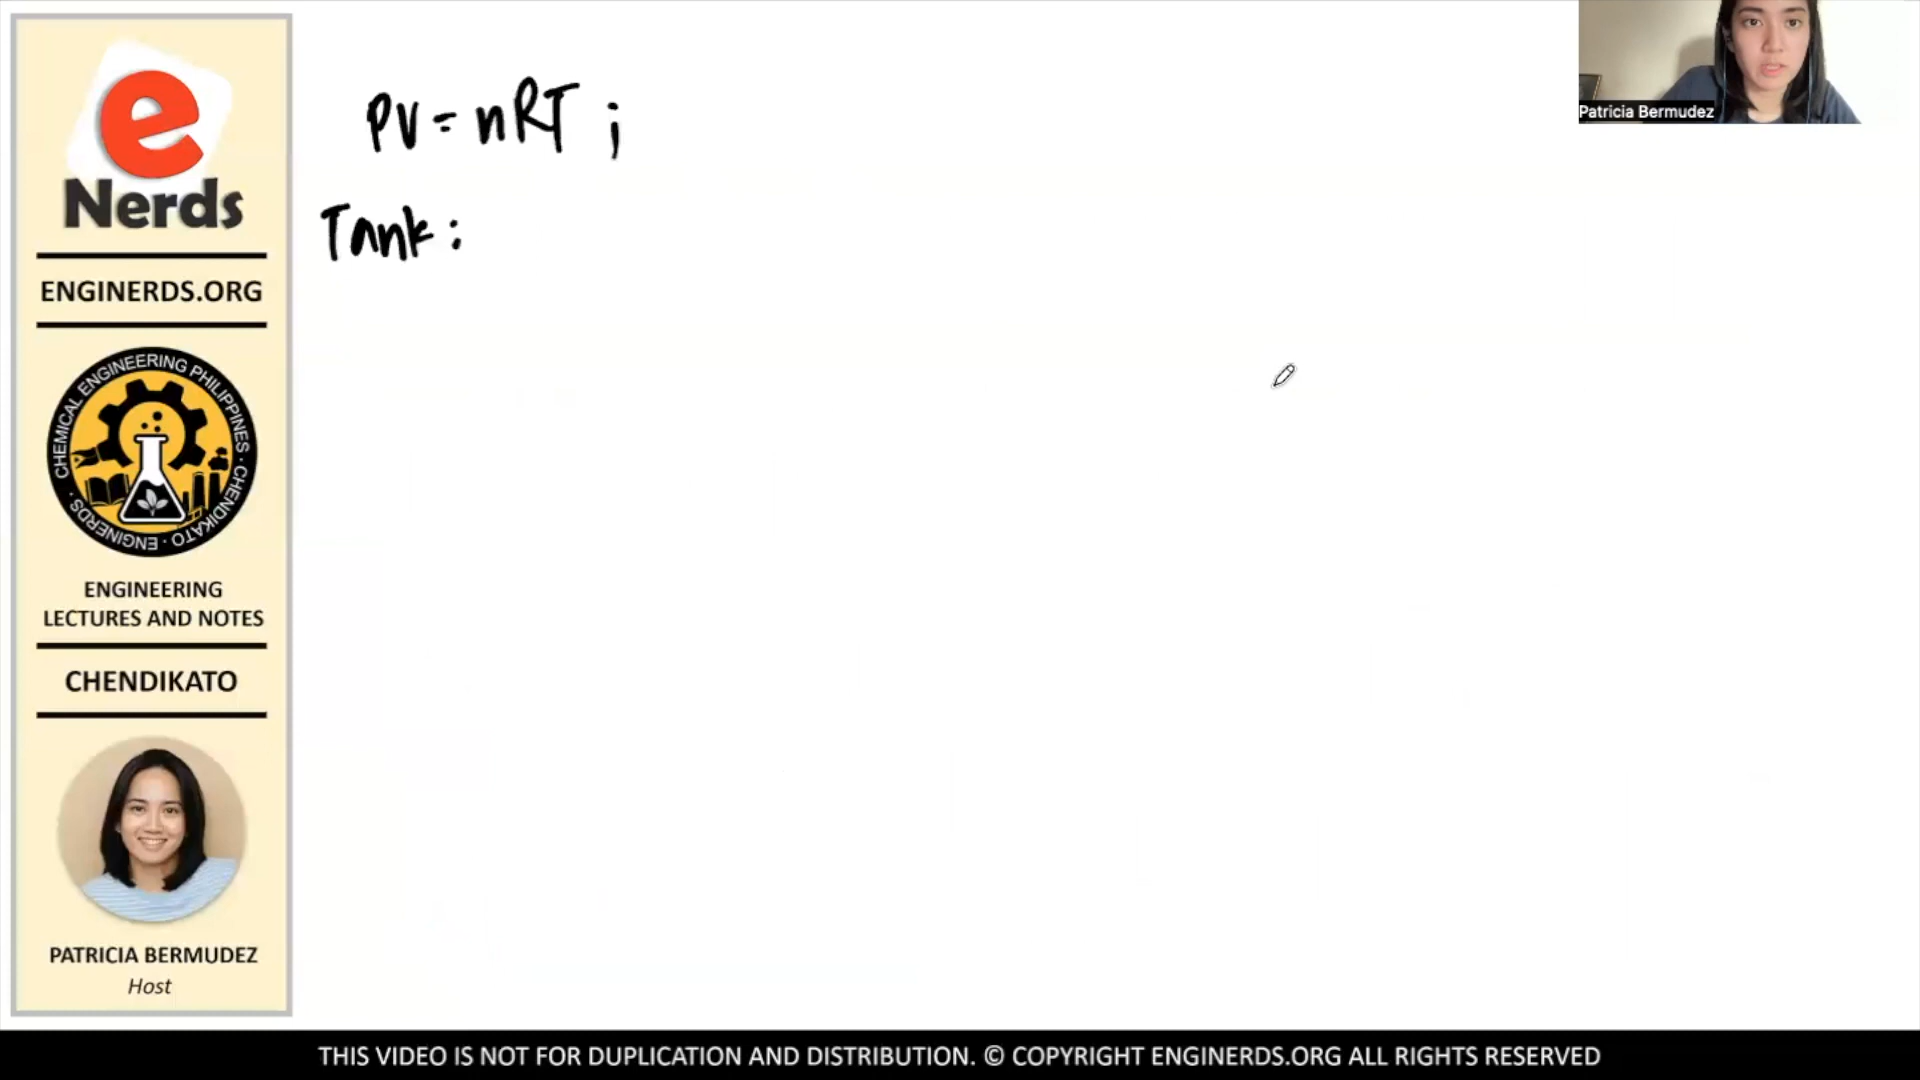 e
Nerds
ENGINERDS.ORG
CHEMICAL ENGINEERING PHILIPPINES · CHENDIKATO · ENGINERDS ·
ENGINEERING
LECTURES AND NOTES
CHENDIKATO
PATRICIA BERMUDEZ
Host
PV = nRT ;
Tank :
Patricia Bermudez
THIS VIDEO IS NOT FOR DUPLICATION AND DISTRIBUTION. © COPYRIGHT ENGINERDS.ORG ALL RIGHTS RESERVED